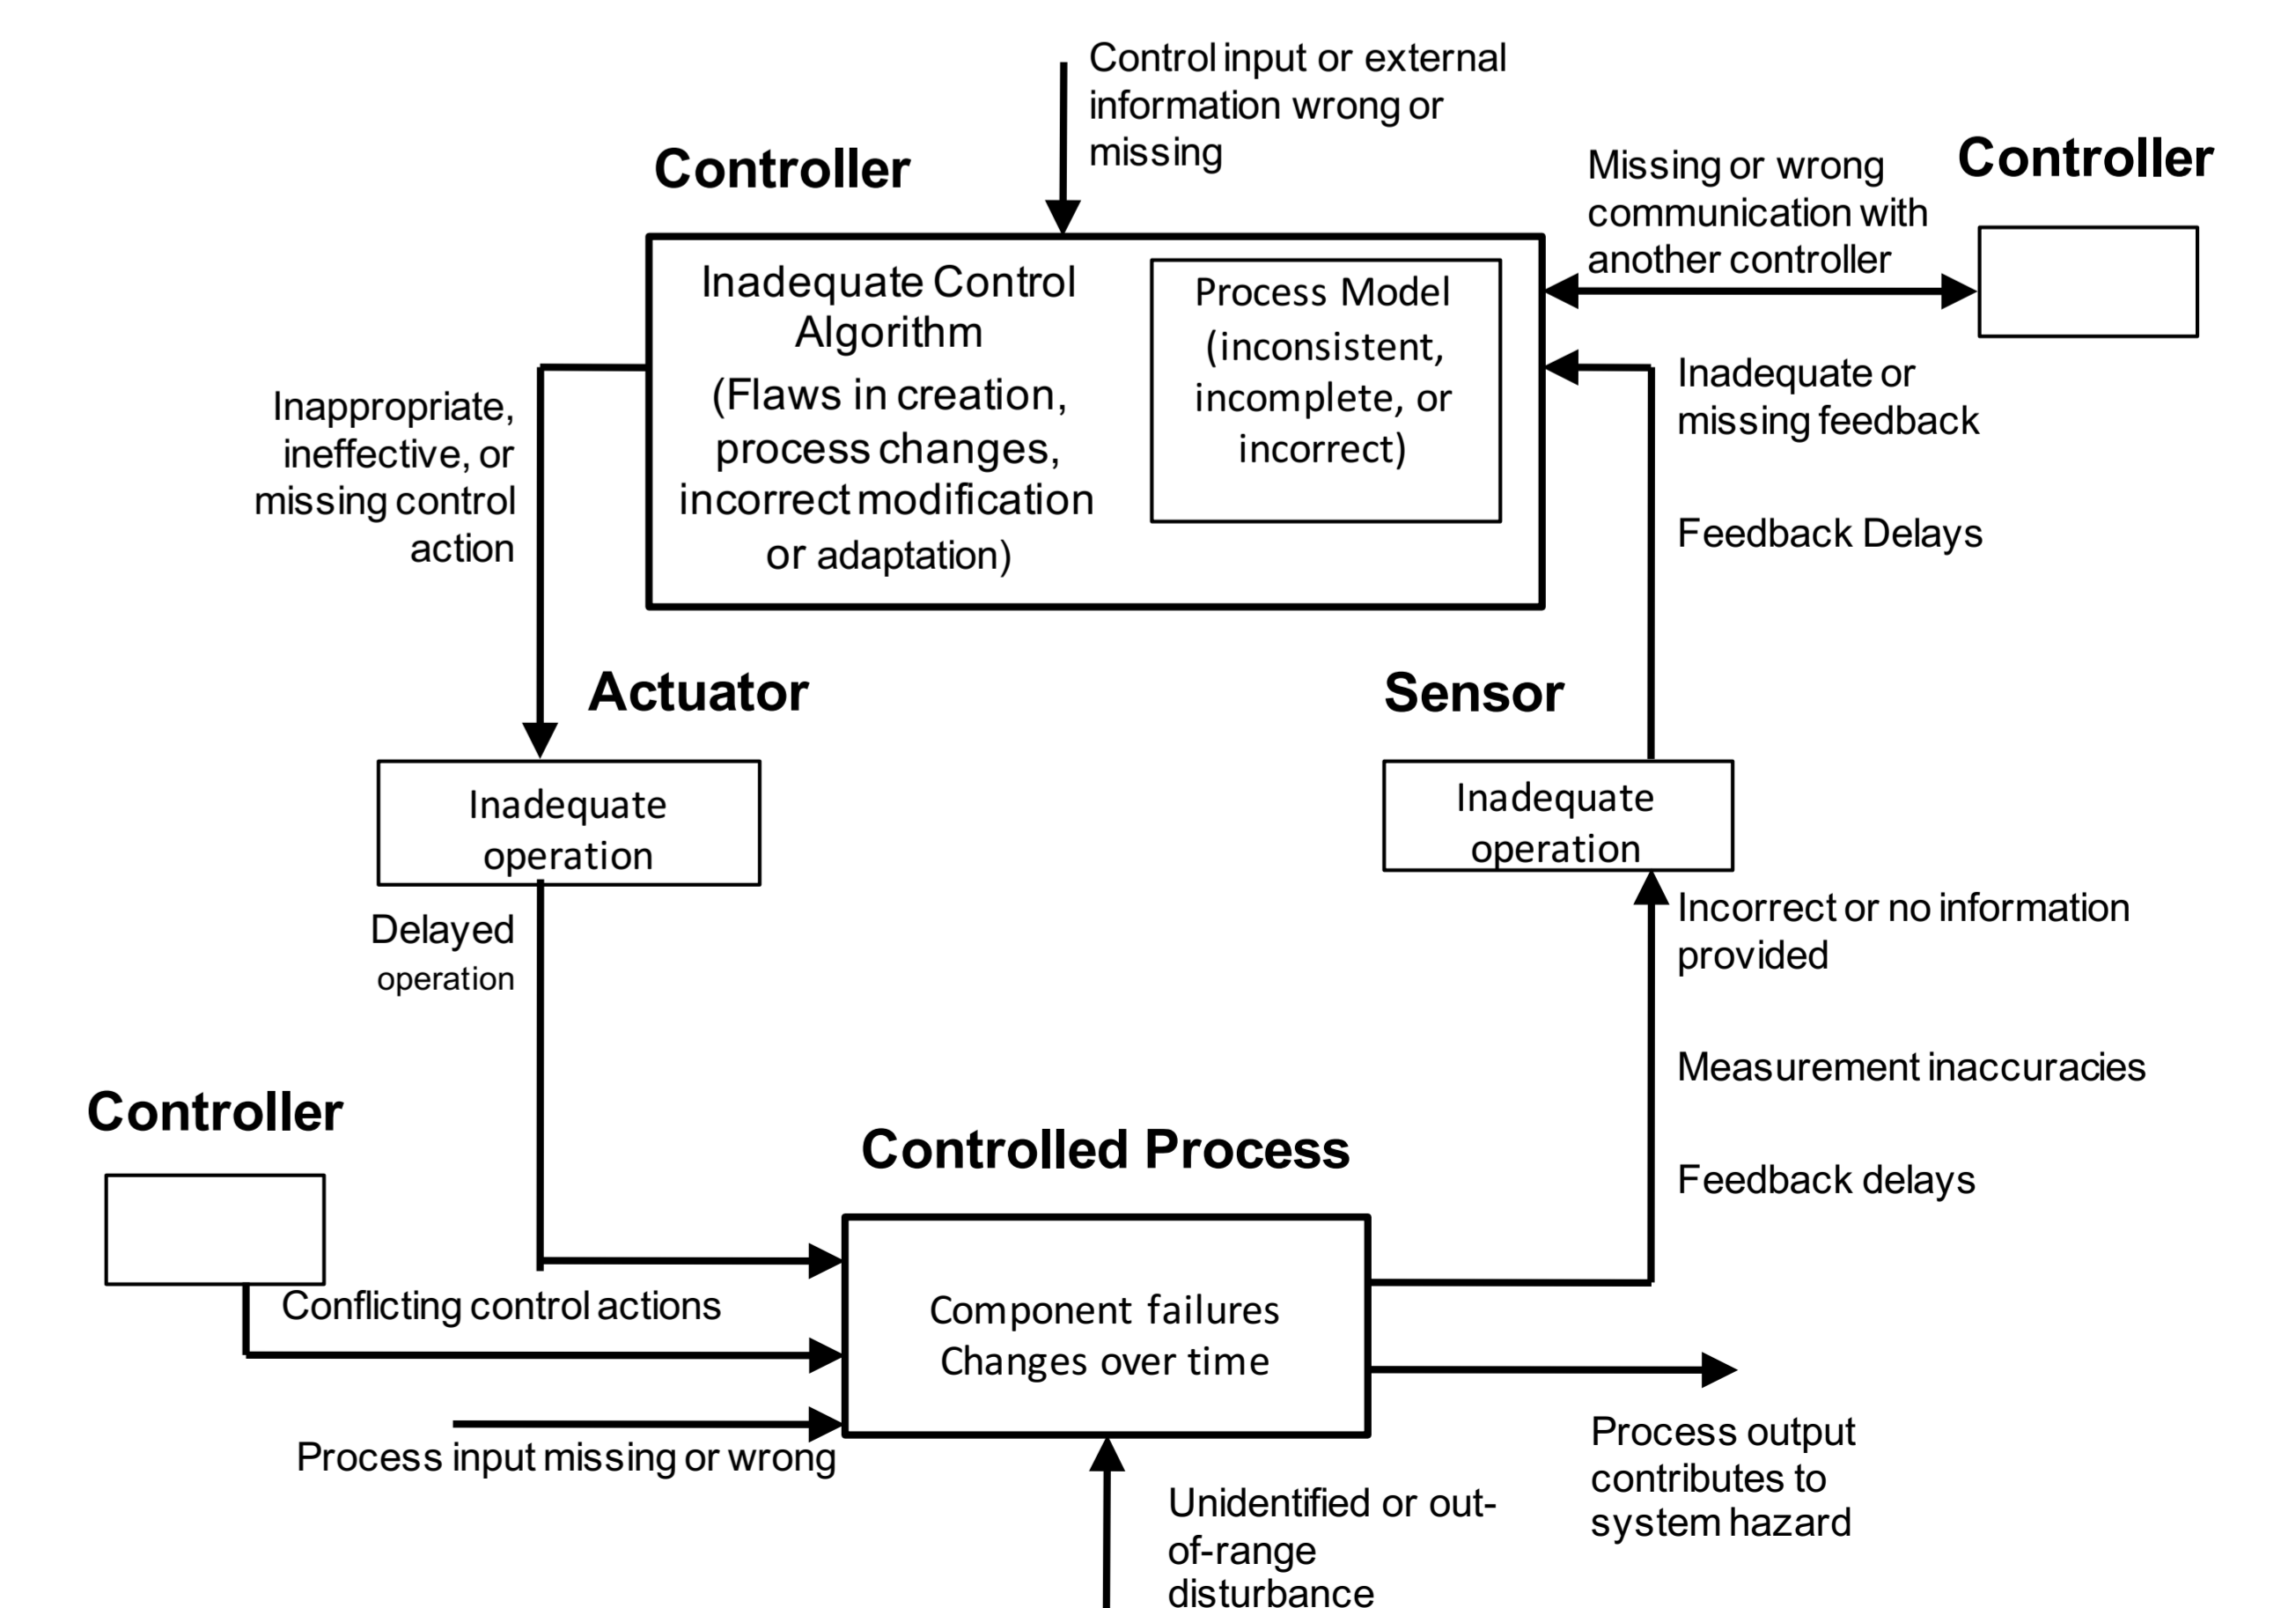 Control input or external
information wrong or
missing
Controller
Missing or wrong
communication with
another controller
Controller
Inadequate Control
Algorithm
(Flaws in creation,
process changes,
incorrect modification
or adaptation)
Process Model
(inconsistent,
incomplete, or
incorrect)
Inappropriate,
ineffective, or
missing control
action
Inadequate or
missing feedback
Feedback Delays
Actuator
Sensor
Inadequate
operation
Inadequate
operation
Delayed
operation
Incorrect or no information
provided
Measurement inaccuracies
Feedback delays
Controller
Controlled Process
Conflicting control actions
Component failures
Changes over time
Process input missing or wrong
Process output
contributes to
system hazard
Unidentified or out-
of-range
disturbance